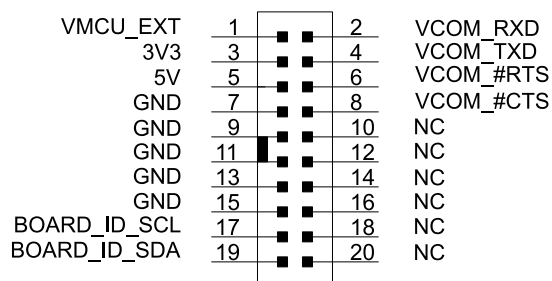 VMCU_EXT 1 2 VCOM_RXD
3V3 3 4 VCOM_TXD
5V 5 6 VCOM_#RTS
GND 7 8 VCOM_#CTS
GND 9 10 NC
GND 11 12 NC
GND 13 14 NC
GND 15 16 NC
BOARD_ID_SCL 17 18 NC
BOARD_ID_SDA 19 20 NC